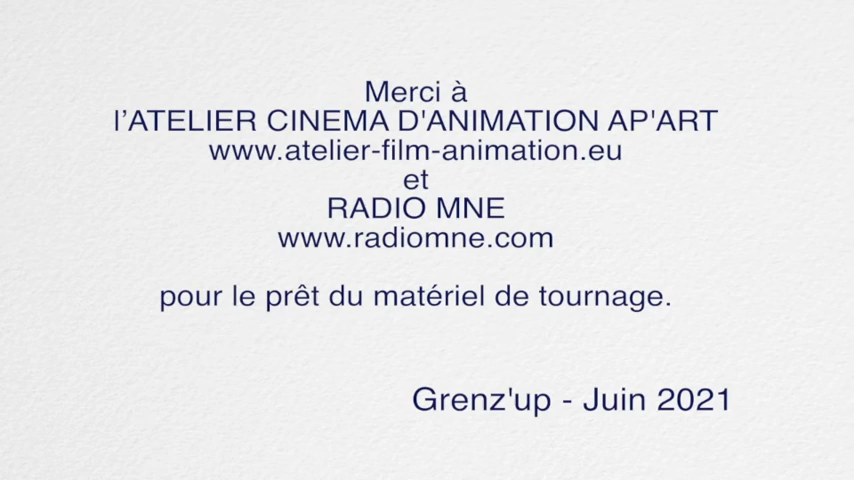 Merci à
l’ATELIER CINEMA D'ANIMATION AP'ART
www.atelier-film-animation.eu
et
RADIO MNE
www.radiomne.com
pour le prêt du matériel de tournage.
Grenz'up - Juin 2021